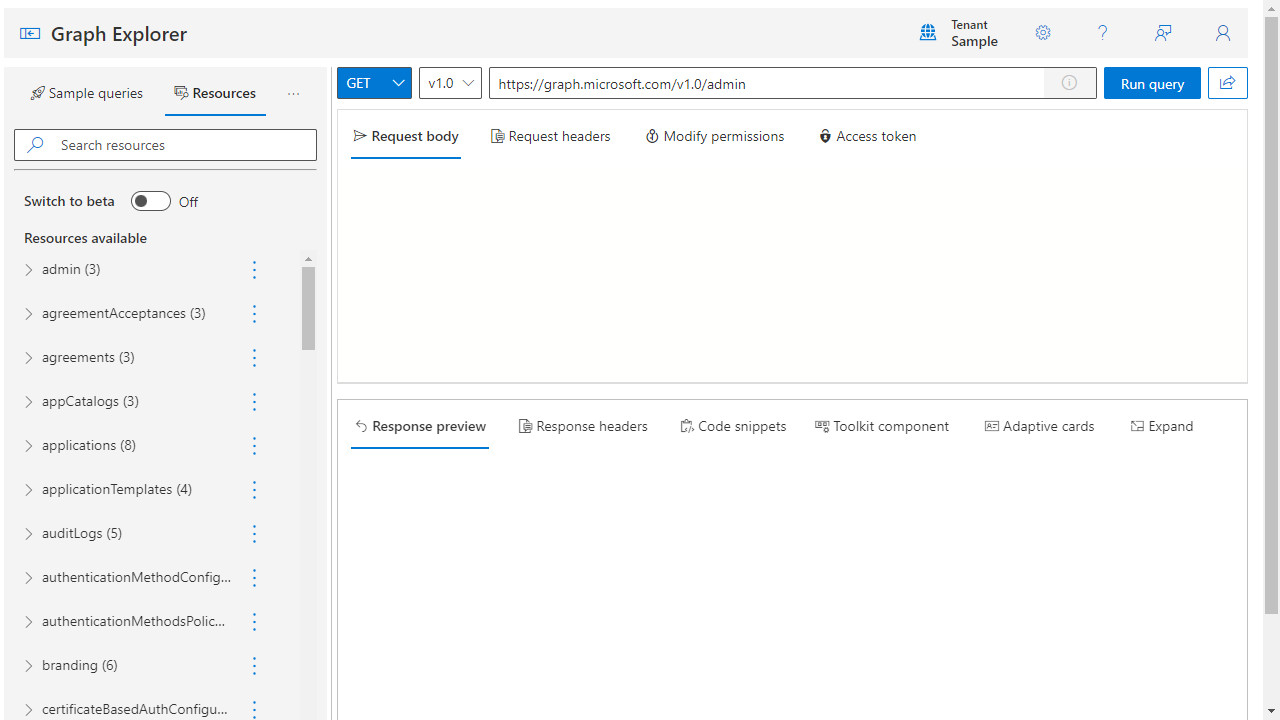 Graph Explorer
Tenant
Sample
Sample queries
Resources
Search resources
Switch to beta
Off
Resources available
admin (3)
agreementAcceptances (3)
agreements (3)
appCatalogs (3)
applications (8)
applicationTemplates (4)
auditLogs (5)
authenticationMethodConfig...
authenticationMethodsPolic...
branding (6)
certificateBasedAuthConfigu...
GET
v1.0
https://graph.microsoft.com/v1.0/admin
Run query
Request body
Request headers
Modify permissions
Access token
Response preview
Response headers
Code snippets
Toolkit component
Adaptive cards
Expand